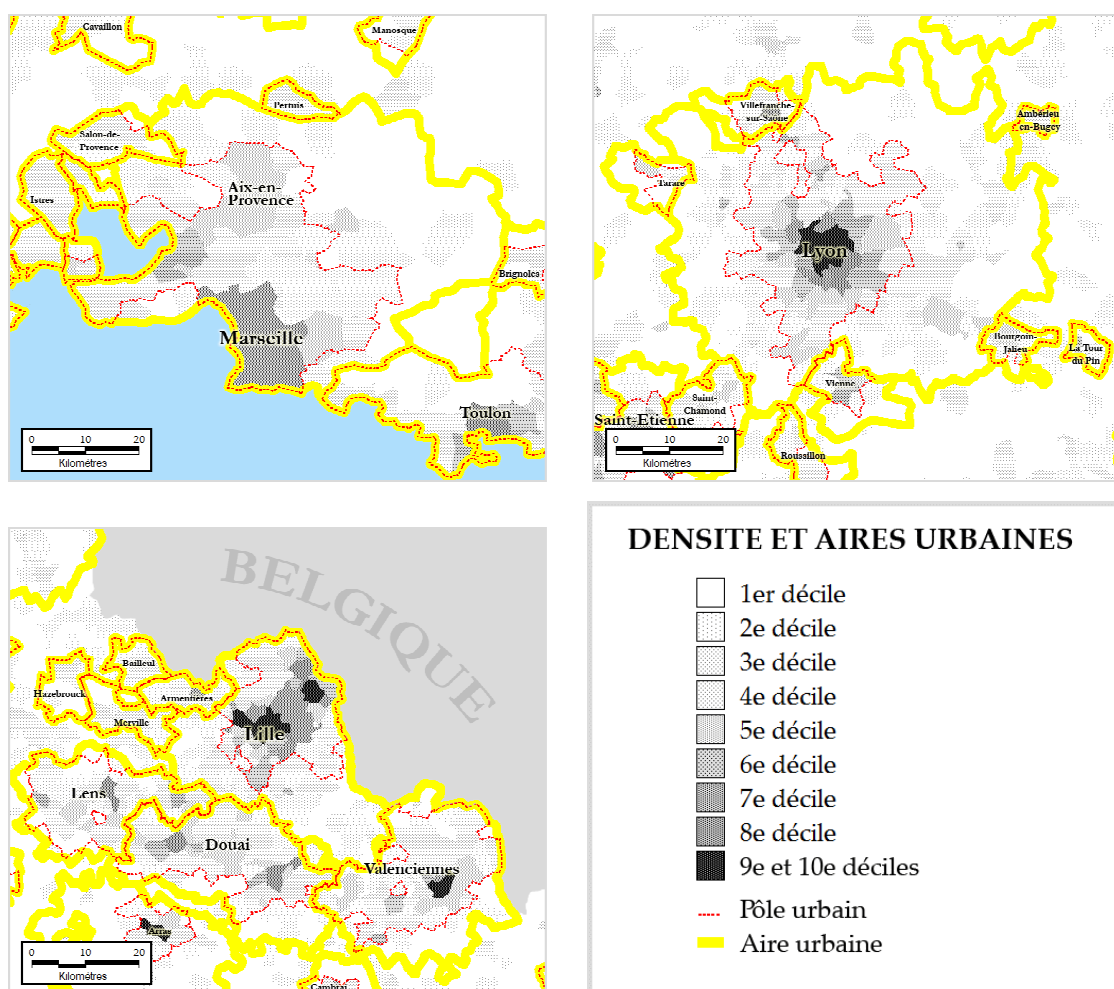 Cavaillon
Manosque
Pertuis
Salon-de-
Provence
Aix-en-
Provence
Istres
Brignoles
Marseille
Toulon
0 10 20
Kilomètres
Villefranche-
sur-Saône
Ambérieu
en-Bugey
Tarare
Lyon
Bourgoin-
Jalieu
La Tour
du Pin
Vienne
Saint-
Chamond
Saint-Etienne
Roussillon
0 10 20
Kilomètres
BELGIQUE
Bailleul
Hazebrouck
Armentières
Merville
Lille
Lens
Douai
Valenciennes
Arras
Cambrai
0 10 20
Kilomètres
DENSITE ET AIRES URBAINES
1er décile
2e décile
3e décile
4e décile
5e décile
6e décile
7e décile
8e décile
9e et 10e déciles
Pôle urbain
Aire urbaine